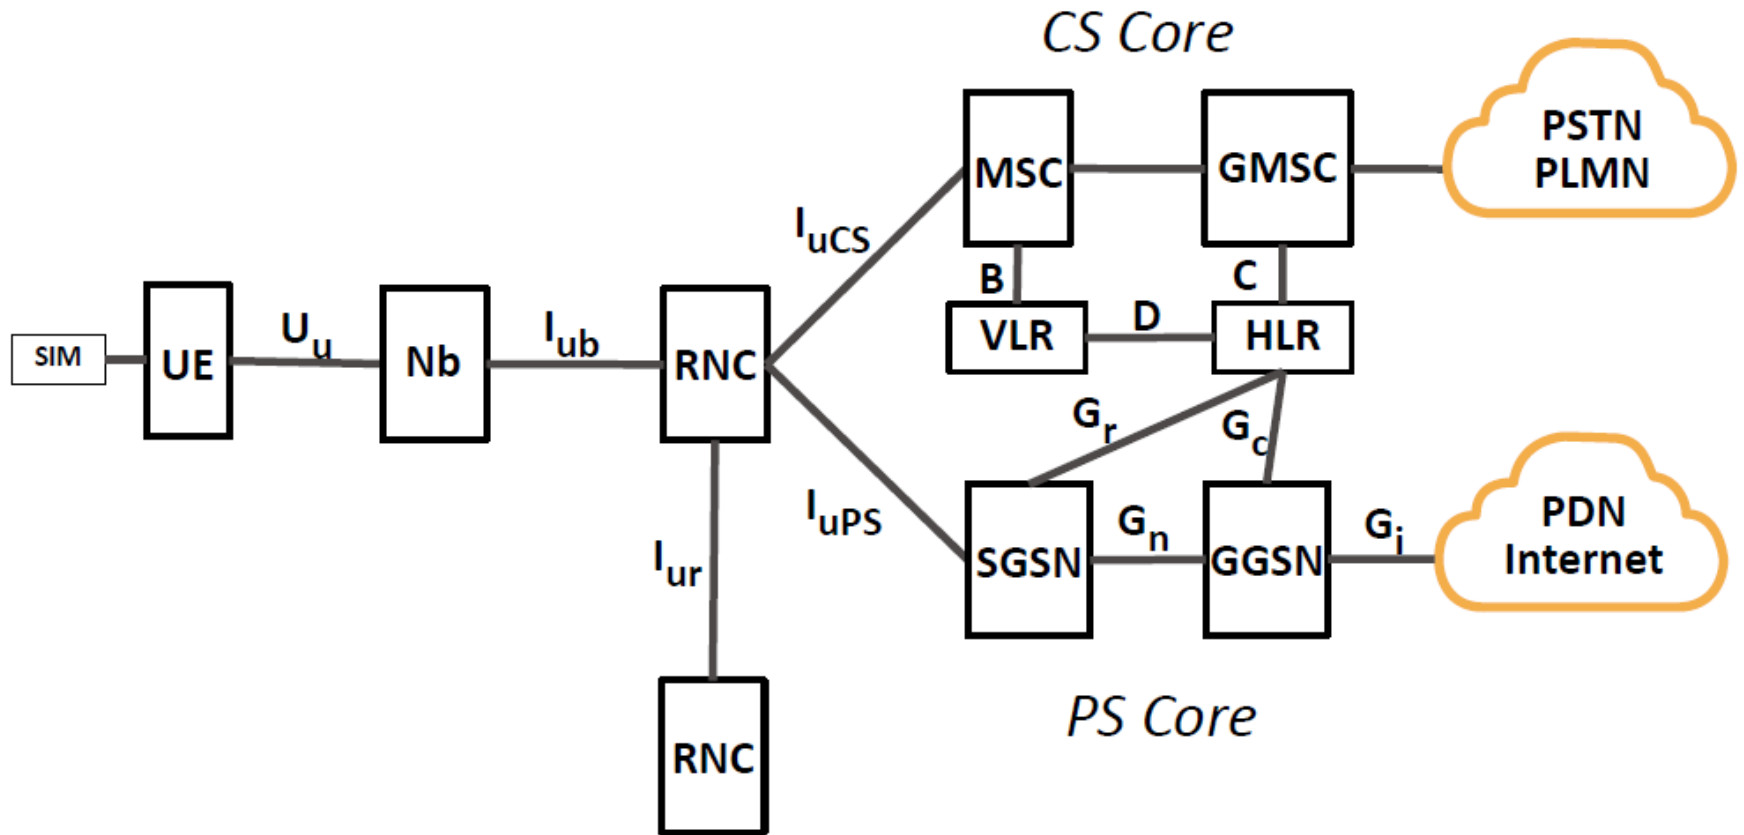 CS Core
PSTN
PLMN
MSC
GMSC
IuCS
B
C
VLR
D
HLR
SIM
UE
Uu
Nb
Iub
RNC
Gr
Gc
IuPS
SGSN
Gn
GGSN
Gi
PDN
Internet
Iur
PS Core
RNC